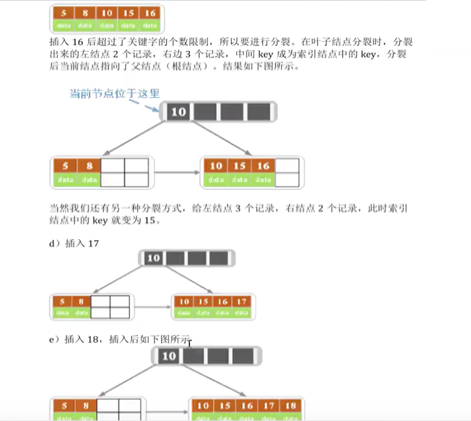 5 8 10 15 16
data data data data data
插入 16 后超过了关键字的个数限制，所以要进行分裂。在叶子结点分裂时，分裂
出来的左结点 2 个记录，右边 3 个记录，中间 key 成为索引结点中的 key，分裂
后当前结点指向了父结点（根结点）。结果如下图所示。
当前节点位于这里
10
5 8 10 15 16
data data data data data
当然我们还有另一种分裂方式，给左结点 3 个记录，右结点 2 个记录，此时索引
结点中的 key 就变为 15。
d）插入 17
10
5 8 10 15 16 17
data data data data data data
e）插入 18，插入后如下图所示
10
5 8 10 15 16 17 18
data data data data data data data